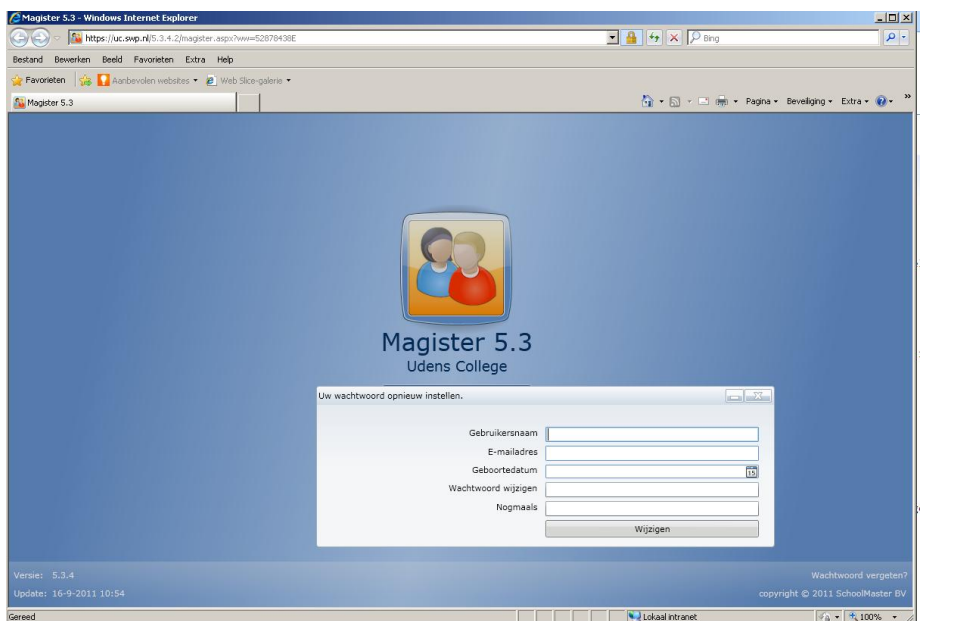 Magister 5.3 - Windows Internet Explorer
https://uc.swp.nl/5.3.4.2/magister.aspx?ww=52878438E
Bing
Bestand Bewerken Beeld Favorieten Extra Help
Favorieten Aanbevolen websites Web Slice-galerie
Magister 5.3
Pagina Beveiliging Extra
Magister 5.3
Udens College
Uw wachtwoord opnieuw instellen.
Gebruikersnaam
E-mailadres
Geboortedatum
15
Wachtwoord wijzigen
Nogmaals
Wijzigen
Versie: 5.3.4
Wachtwoord vergeten?
Update: 16-9-2011 10:54
copyright © 2011 SchoolMaster BV
Gereed
Lokaal intranet
100%